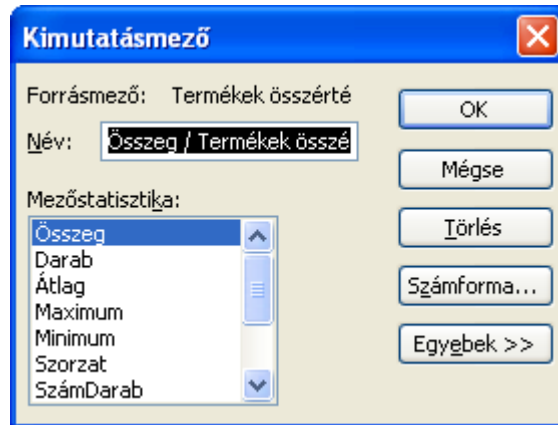 Kimutatásmező
Forrásmező: Termékek összérté
Név: Összeg / Termékek összé
Mezőstatisztika:
Összeg
Darab
Átlag
Maximum
Minimum
Szorzat
SzámDarab
OK
Mégse
Törlés
Számforma...
Egyebek >>